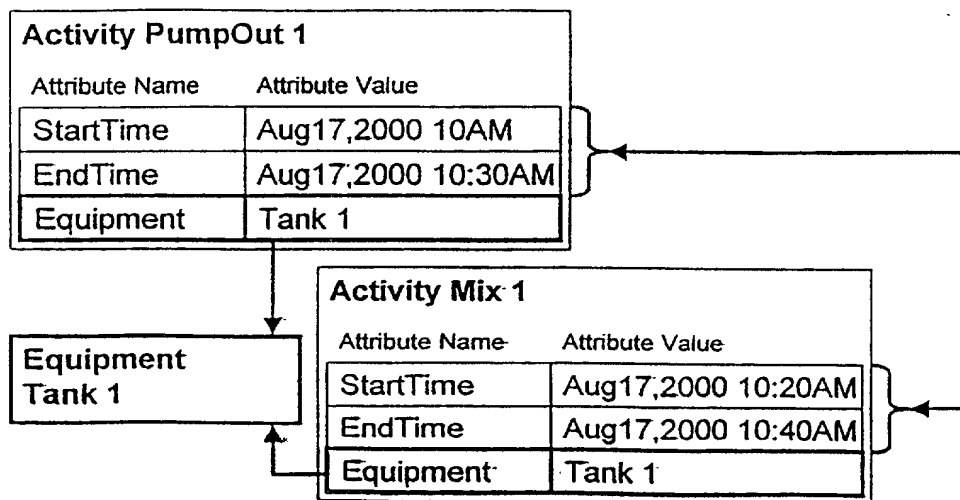 Activity PumpOut 1
Attribute Name Attribute Value
StartTime Aug17,2000 10AM
EndTime Aug17,2000 10:30AM
Equipment Tank 1
Equipment
Tank 1
Activity Mix 1
Attribute Name Attribute Value
StartTime Aug17,2000 10:20AM
EndTime Aug17,2000 10:40AM
Equipment Tank 1